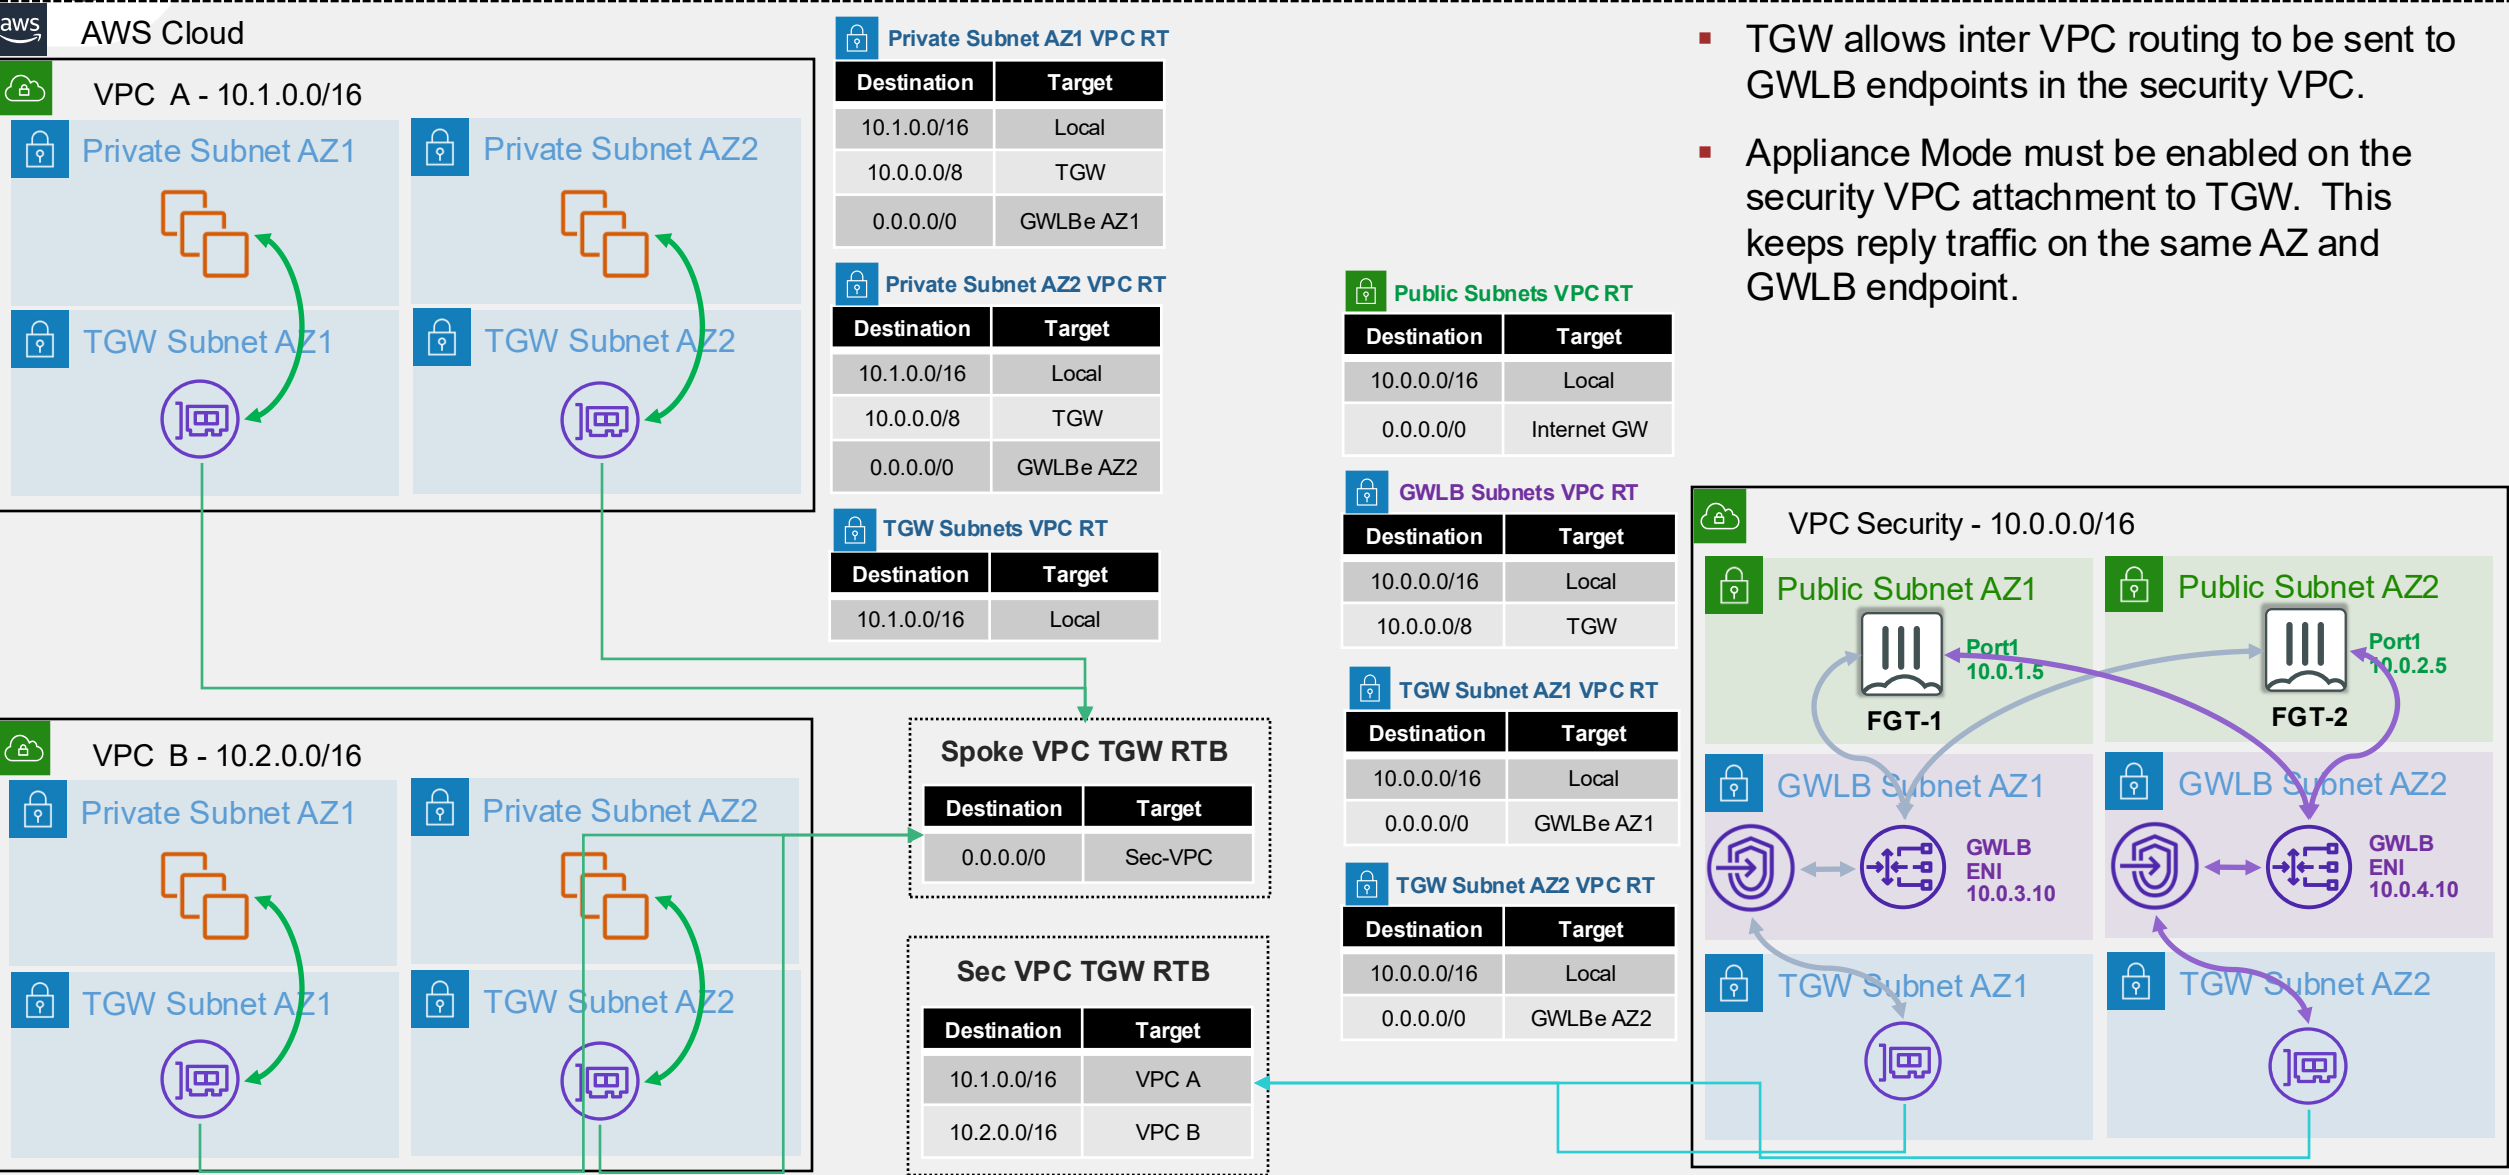 aws
AWS Cloud
VPC A - 10.1.0.0/16
Private Subnet AZ1
Private Subnet AZ2
TGW Subnet AZ1
TGW Subnet AZ2
VPC B - 10.2.0.0/16
Private Subnet AZ1
Private Subnet AZ2
TGW Subnet AZ1
TGW Subnet AZ2
Private Subnet AZ1 VPC RT
Destination Target
10.1.0.0/16 Local
10.0.0.0/8 TGW
0.0.0.0/0 GWLBe AZ1
Private Subnet AZ2 VPC RT
Destination Target
10.1.0.0/16 Local
10.0.0.0/8 TGW
0.0.0.0/0 GWLBe AZ2
TGW Subnets VPC RT
Destination Target
10.1.0.0/16 Local
Spoke VPC TGW RTB
Destination Target
0.0.0.0/0 Sec-VPC
Sec VPC TGW RTB
Destination Target
10.1.0.0/16 VPC A
10.2.0.0/16 VPC B
Public Subnets VPC RT
Destination Target
10.0.0.0/16 Local
0.0.0.0/0 Internet GW
GWLB Subnets VPC RT
Destination Target
10.0.0.0/16 Local
10.0.0.0/8 TGW
TGW Subnet AZ1 VPC RT
Destination Target
10.0.0.0/16 Local
0.0.0.0/0 GWLBe AZ1
TGW Subnet AZ2 VPC RT
Destination Target
10.0.0.0/16 Local
0.0.0.0/0 GWLBe AZ2
▪ TGW allows inter VPC routing to be sent to
GWLB endpoints in the security VPC.
▪ Appliance Mode must be enabled on the
security VPC attachment to TGW. This
keeps reply traffic on the same AZ and
GWLB endpoint.
VPC Security - 10.0.0.0/16
Public Subnet AZ1
Port1
10.0.1.5
FGT-1
Public Subnet AZ2
Port1
10.0.2.5
FGT-2
GWLB Subnet AZ1
GWLB
ENI
10.0.3.10
GWLB Subnet AZ2
GWLB
ENI
10.0.4.10
TGW Subnet AZ1
TGW Subnet AZ2